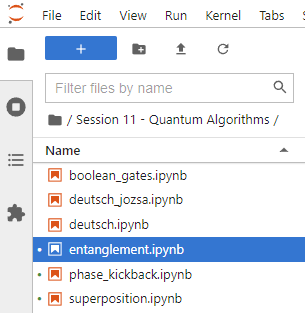 File Edit View Run Kernel Tabs
+
Filter files by name
/ Session 11 - Quantum Algorithms /
Name
boolean_gates.ipynb
deutsch_jozsa.ipynb
deutsch.ipynb
entanglement.ipynb
phase_kickback.ipynb
superposition.ipynb